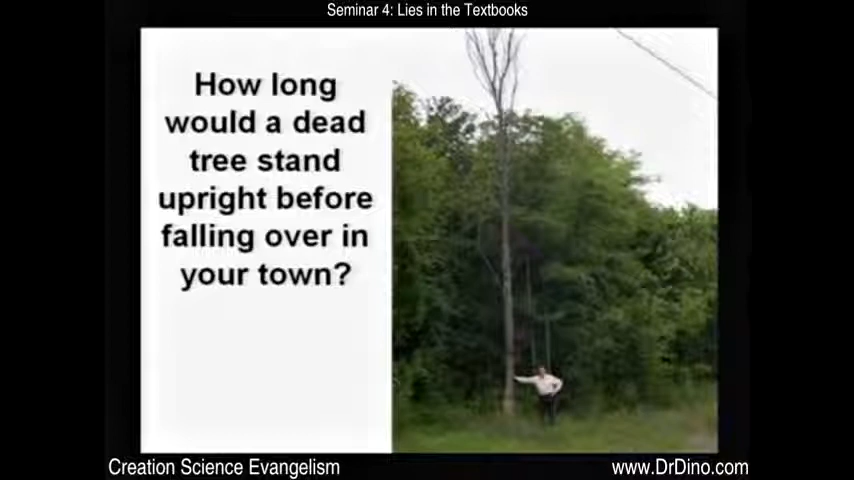 Seminar 4: Lies in the Textbooks
How long
would a dead
tree stand
upright before
falling over in
your town?
Creation Science Evangelism
www.DrDino.com